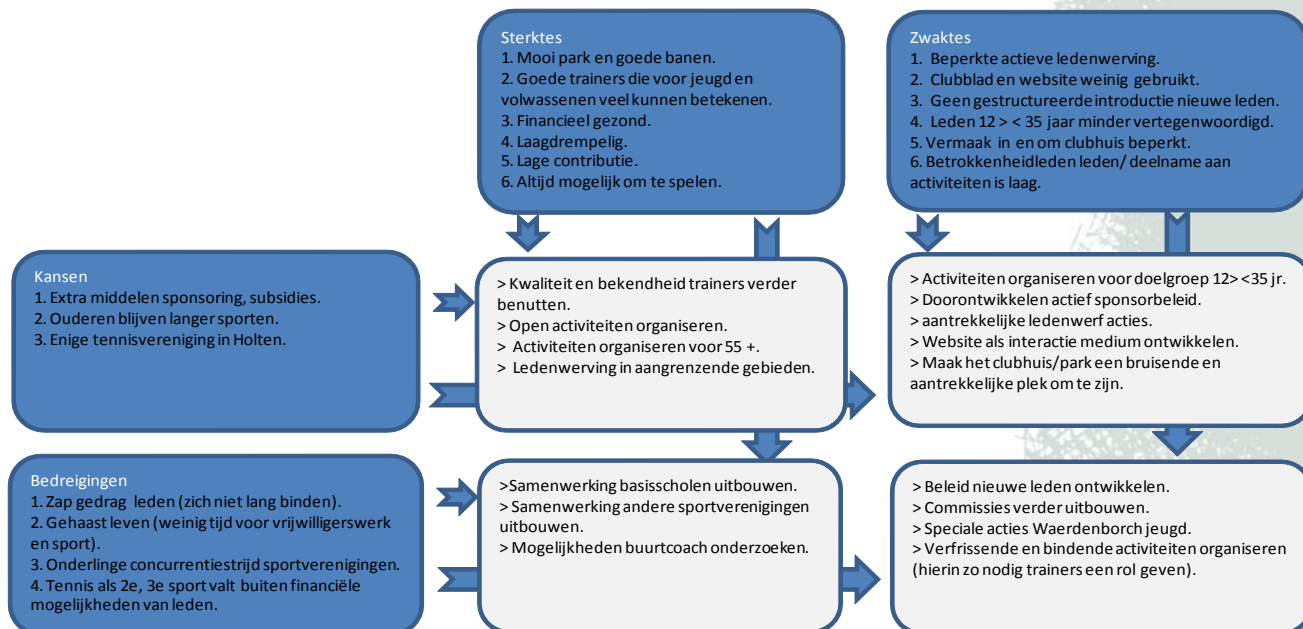 Sterktes
1. Mooi park en goede banen.
2. Goede trainers die voor jeugd en
volwassenen veel kunnen betekenen.
3. Financieel gezond.
4. Laagdrempelig.
5. Lage contributie.
6. Altijd mogelijk om te spelen.
Zwaktes
1. Beperkte actieve ledenwerving.
2. Clubblad en website weinig gebruikt.
3. Geen gestructureerde introductie nieuwe leden.
4. Leden 12 > < 35 jaar minder vertegenwoordigd.
5. Vermaak in en om clubhuis beperkt.
6. Betrokkenheidleden leden/ deelname aan
activiteiten is laag.
Kansen
1. Extra middelen sponsoring, subsidies.
2. Ouderen blijven langer sporten.
3. Enige tennisvereniging in Holten.
> Kwaliteit en bekendheid trainers verder
benutten.
> Open activiteiten organiseren.
> Activiteiten organiseren voor 55 +.
> Ledenwerving in aangrenzende gebieden.
> Activiteiten organiseren voor doelgroep 12> <35 jr.
> Doorontwikkelen actief sponsorbeleid.
> aantrekkelijke ledenwerf acties.
> Website als interactie medium ontwikkelen.
> Maak het clubhuis/park een bruisende en
aantrekkelijke plek om te zijn.
Bedreigingen
1. Zap gedrag leden (zich niet lang binden).
2. Gehaast leven (weinig tijd voor vrijwilligerswerk
en sport).
3. Onderlinge concurrentiestrijd sportverenigingen.
4. Tennis als 2e, 3e sport valt buiten financiële
mogelijkheden van leden.
>Samenwerking basisscholen uitbouwen.
> Samenwerking andere sportverenigingen
uitbouwen.
> Mogelijkheden buurtcoach onderzoeken.
> Beleid nieuwe leden ontwikkelen.
> Commissies verder uitbouwen.
> Speciale acties Waerdenborch jeugd.
> Verfrissende en bindende activiteiten organiseren
(hierin zo nodig trainers een rol geven).